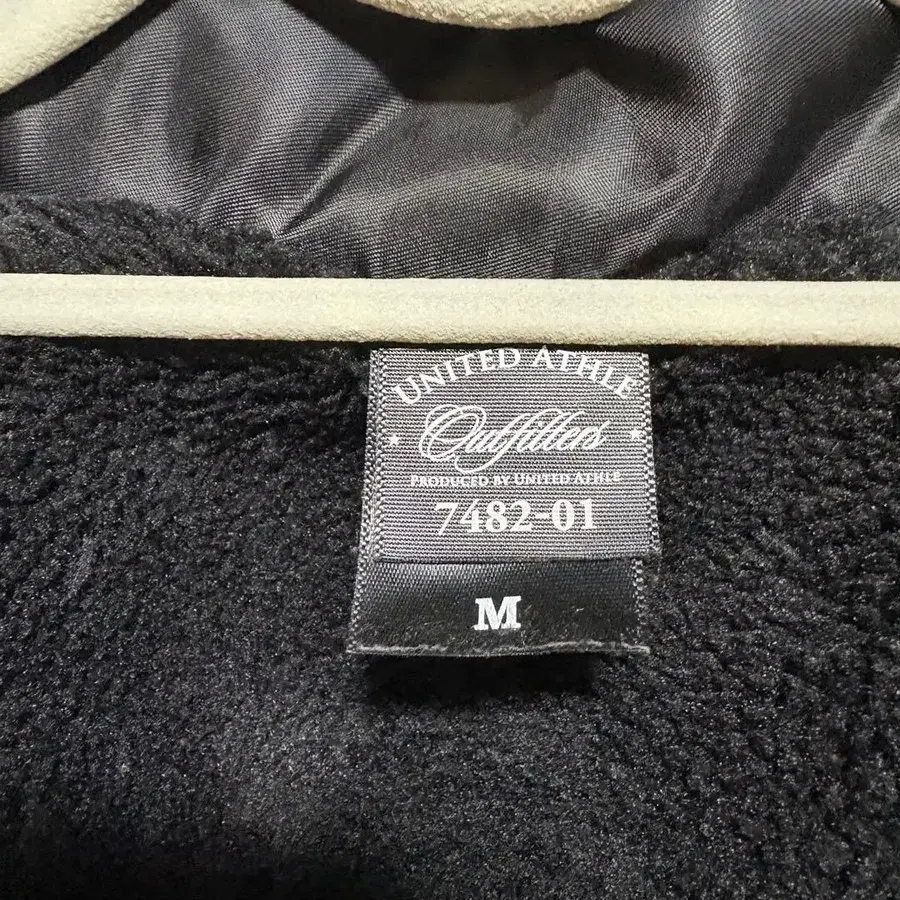 UNITED ATHLE
Outfitters
PRODUCED BY UNITED ATHLE
7482-01
M